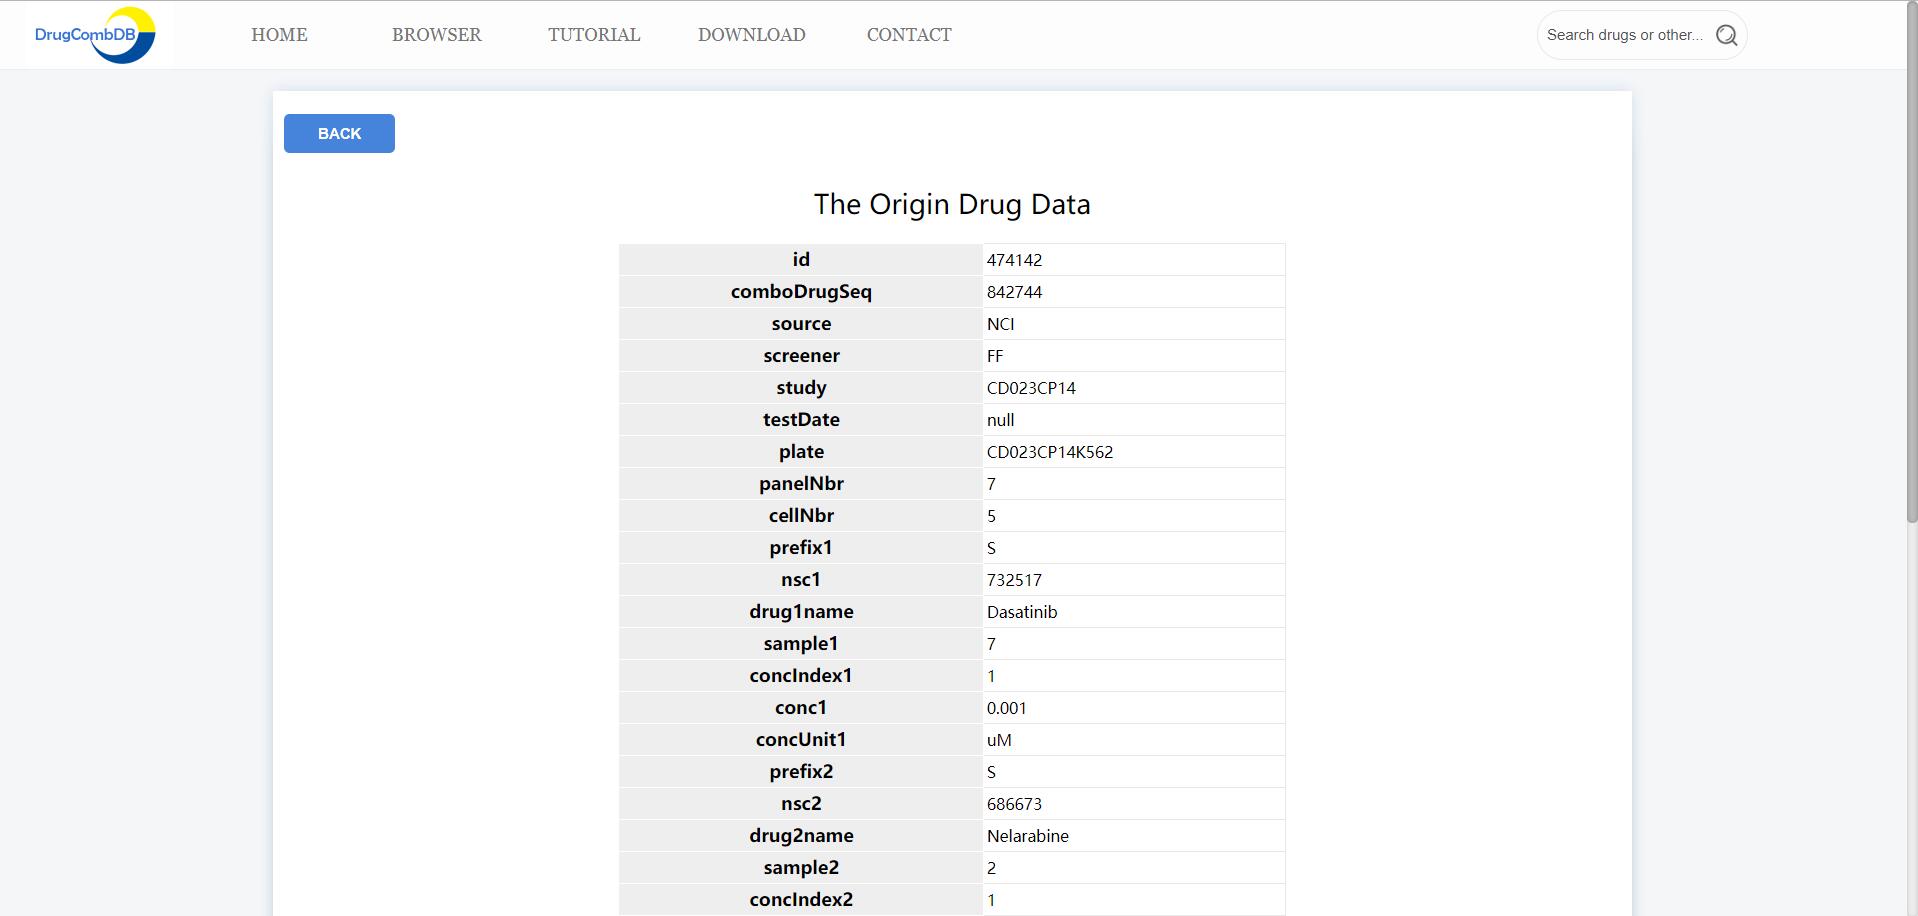 DrugCombDB HOME BROWSER TUTORIAL DOWNLOAD CONTACT Search drugs or other...
BACK
The Origin Drug Data
id 474142
comboDrugSeq 842744
source NCI
screener FF
study CD023CP14
testDate null
plate CD023CP14K562
panelNbr 7
cellNbr 5
prefix1 S
nsc1 732517
drug1name Dasatinib
sample1 7
concIndex1 1
conc1 0.001
concUnit1 uM
prefix2 S
nsc2 686673
drug2name Nelarabine
sample2 2
concIndex2 1